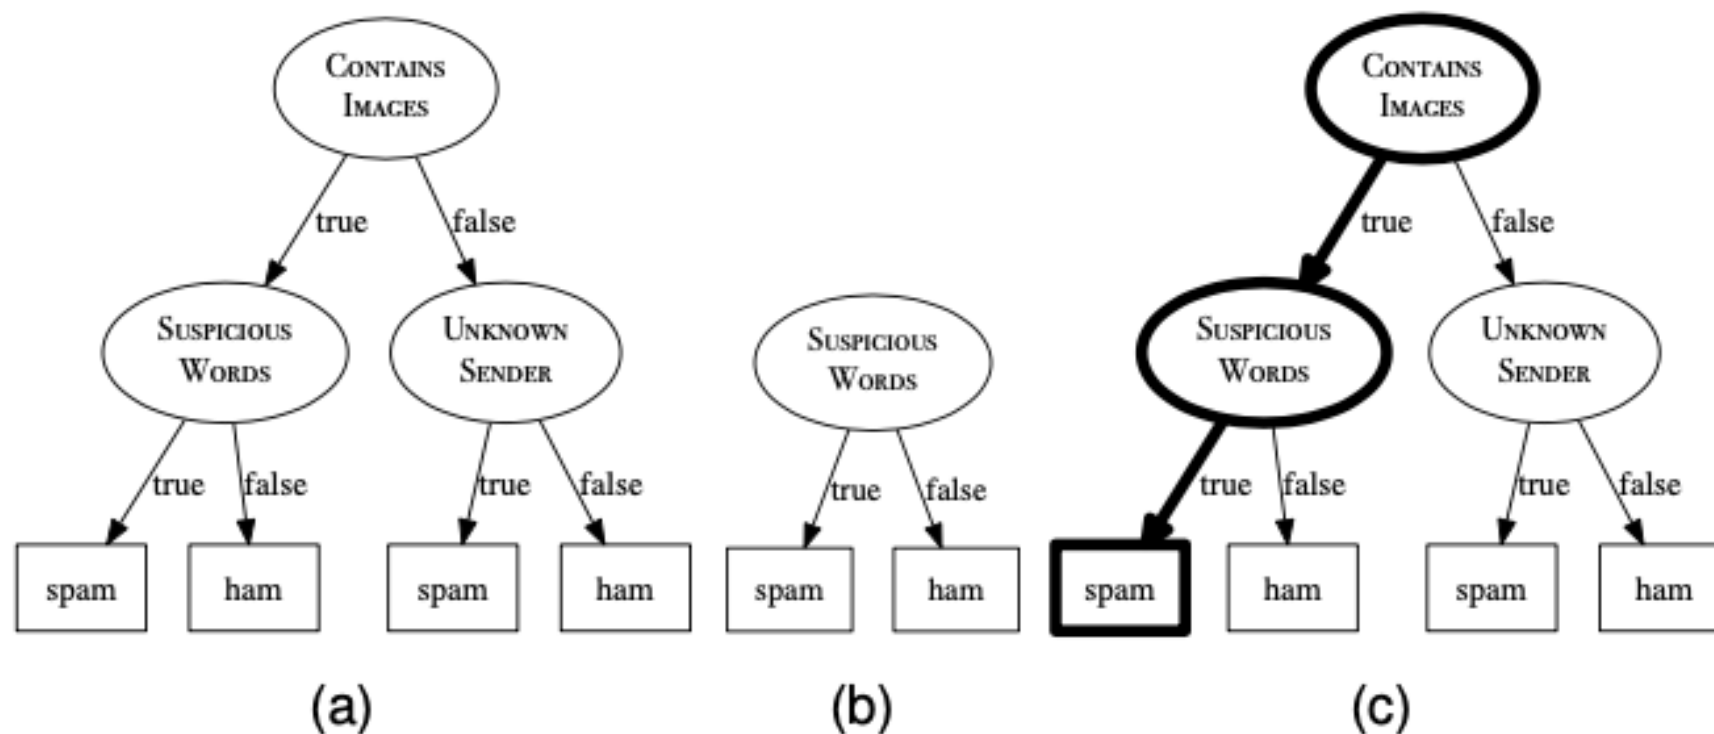 CONTAINS
IMAGES
true
false
SUSPICIOUS
WORDS
UNKNOWN
SENDER
true
false
true
false
spam
ham
spam
ham
(a)
SUSPICIOUS
WORDS
true
false
spam
ham
(b)
CONTAINS
IMAGES
true
false
SUSPICIOUS
WORDS
UNKNOWN
SENDER
true
false
true
false
spam
ham
spam
ham
(c)